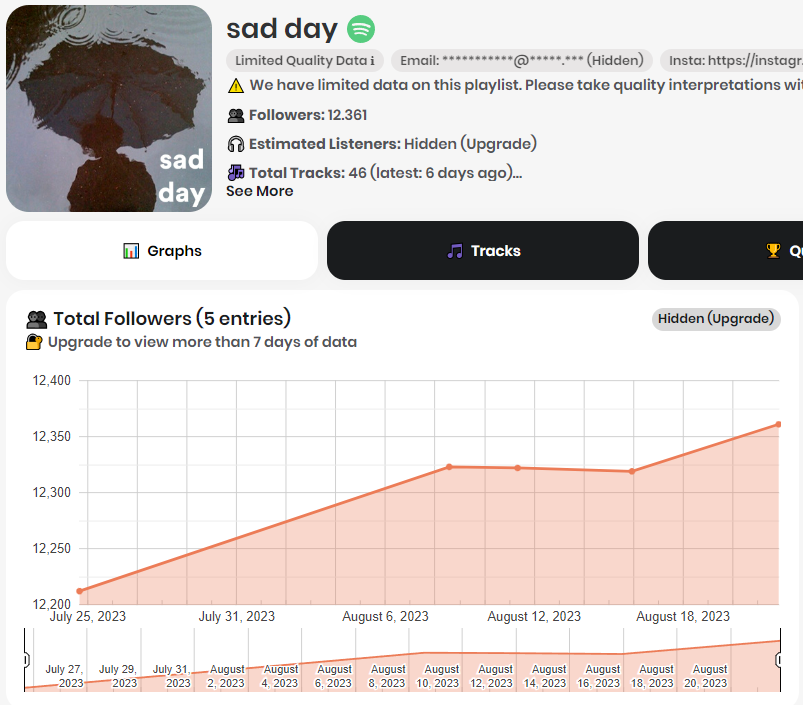 sad day
Limited Quality Data ℹ Email: ***********@*****.*** (Hidden) Insta: https://instagr
We have limited data on this playlist. Please take quality interpretations wi
Followers: 12.361
Estimated Listeners: Hidden (Upgrade)
Total Tracks: 46 (latest: 6 days ago)...
See More
sad
day
Graphs
Tracks
Total Followers (5 entries)
Hidden (Upgrade)
Upgrade to view more than 7 days of data
12,400
12,350
12,300
12,250
12,200
July 25, 2023 July 31, 2023 August 6, 2023 August 12, 2023 August 18, 2023
July 27, July 29, July 31, August August August August August August August August August August
2023 2023 2023 2, 2023 4, 2023 6, 2023 8, 2023 10, 2023 12, 2023 14, 2023 16, 2023 18, 2023 20, 2023